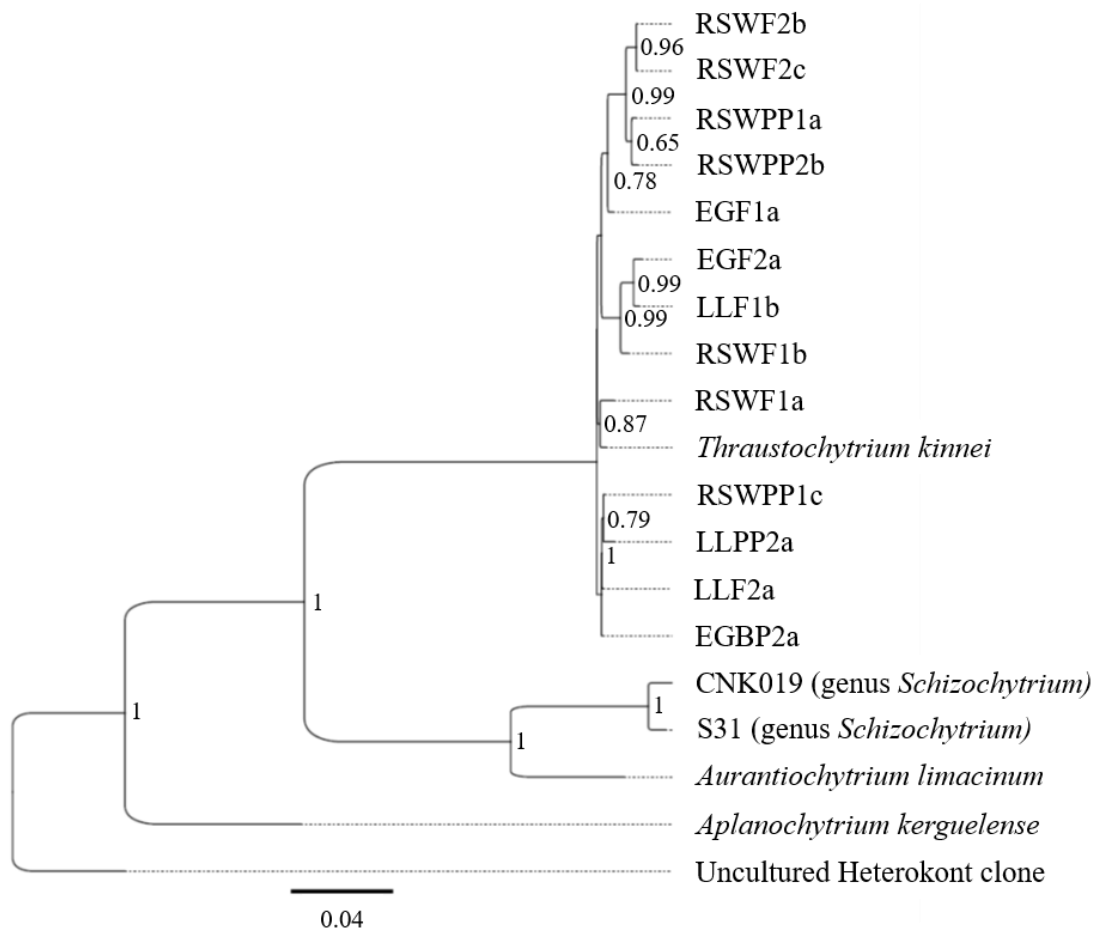 RSWF2b
0.96
RSWF2c
0.99
RSWPP1a
0.65
RSWPP2b
0.78
EGF1a
EGF2a
0.99
LLF1b
0.99
RSWF1b
RSWF1a
0.87
Thraustochytrium kinnei
RSWPP1c
0.79
LLPP2a
1
LLF2a
1
EGBP2a
CNK019 (genus Schizochytrium)
1
S31 (genus Schizochytrium)
1
1
Aurantiochytrium limacinum
Aplanochytrium kerguelense
Uncultured Heterokont clone
0.04